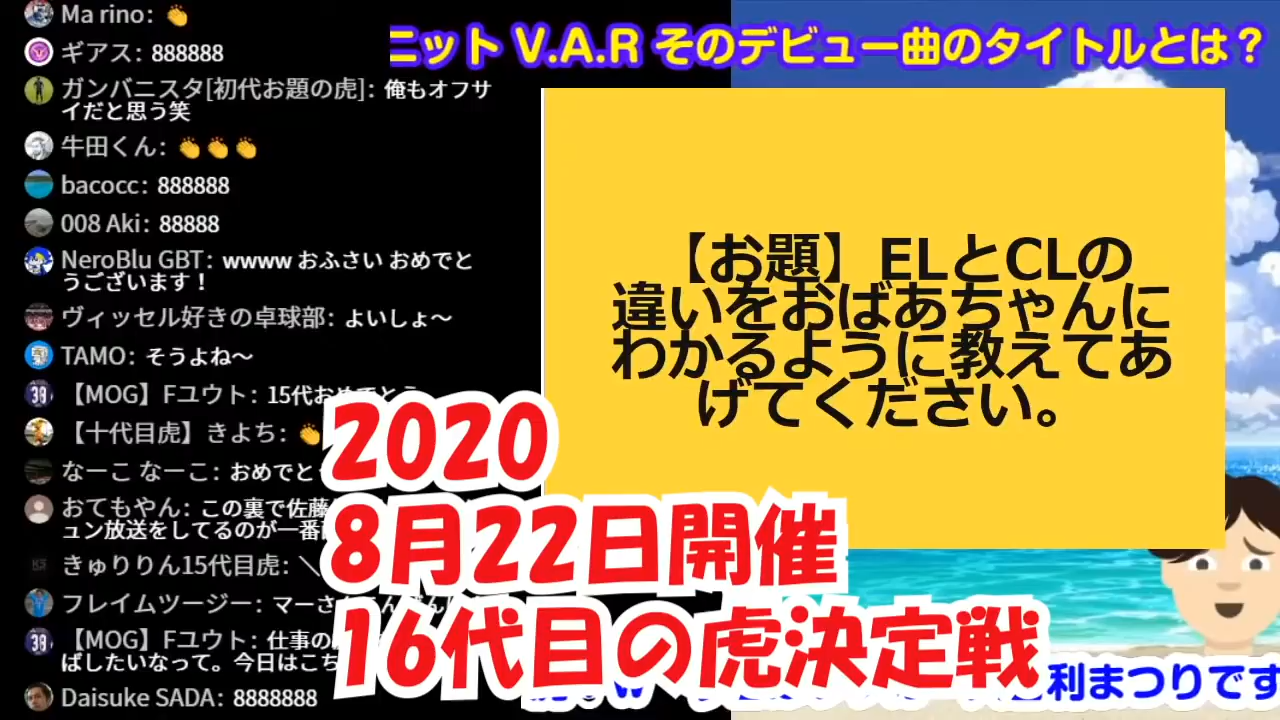 Ma rino: 👏
ギアス: 888888
ガンバニスタ[初代お題の虎]: 俺もオフサ
イだと思う笑
牛田くん: 👏👏👏
bacocc: 888888
008 Aki: 88888
NeroBlu GBT: wwww おふさい おめでと
うございます！
ヴィッセル好きの卓球部: よいしょ〜
TAMO: そうよね〜
【MOG】Fユウト: 15代おめでとう
【十代目虎】きよち: 👏
なーこ なーこ: おめでとう
おてもやん: この裏で佐藤
ュン放送をしてるのが一番
きゅりりん15代目虎: ＼
フレイムツージー: マーさ
【MOG】Fユウト: 仕事の
ばしたいなって。今日はこち
Daisuke SADA: 8888888
ニット V.A.R そのデビュー曲のタイトルとは？
【お題】ELとCLの
違いをおばあちゃんに
わかるように教えてあ
げてください。
2020
8月22日開催
16代目の虎決定戦
利まつりです